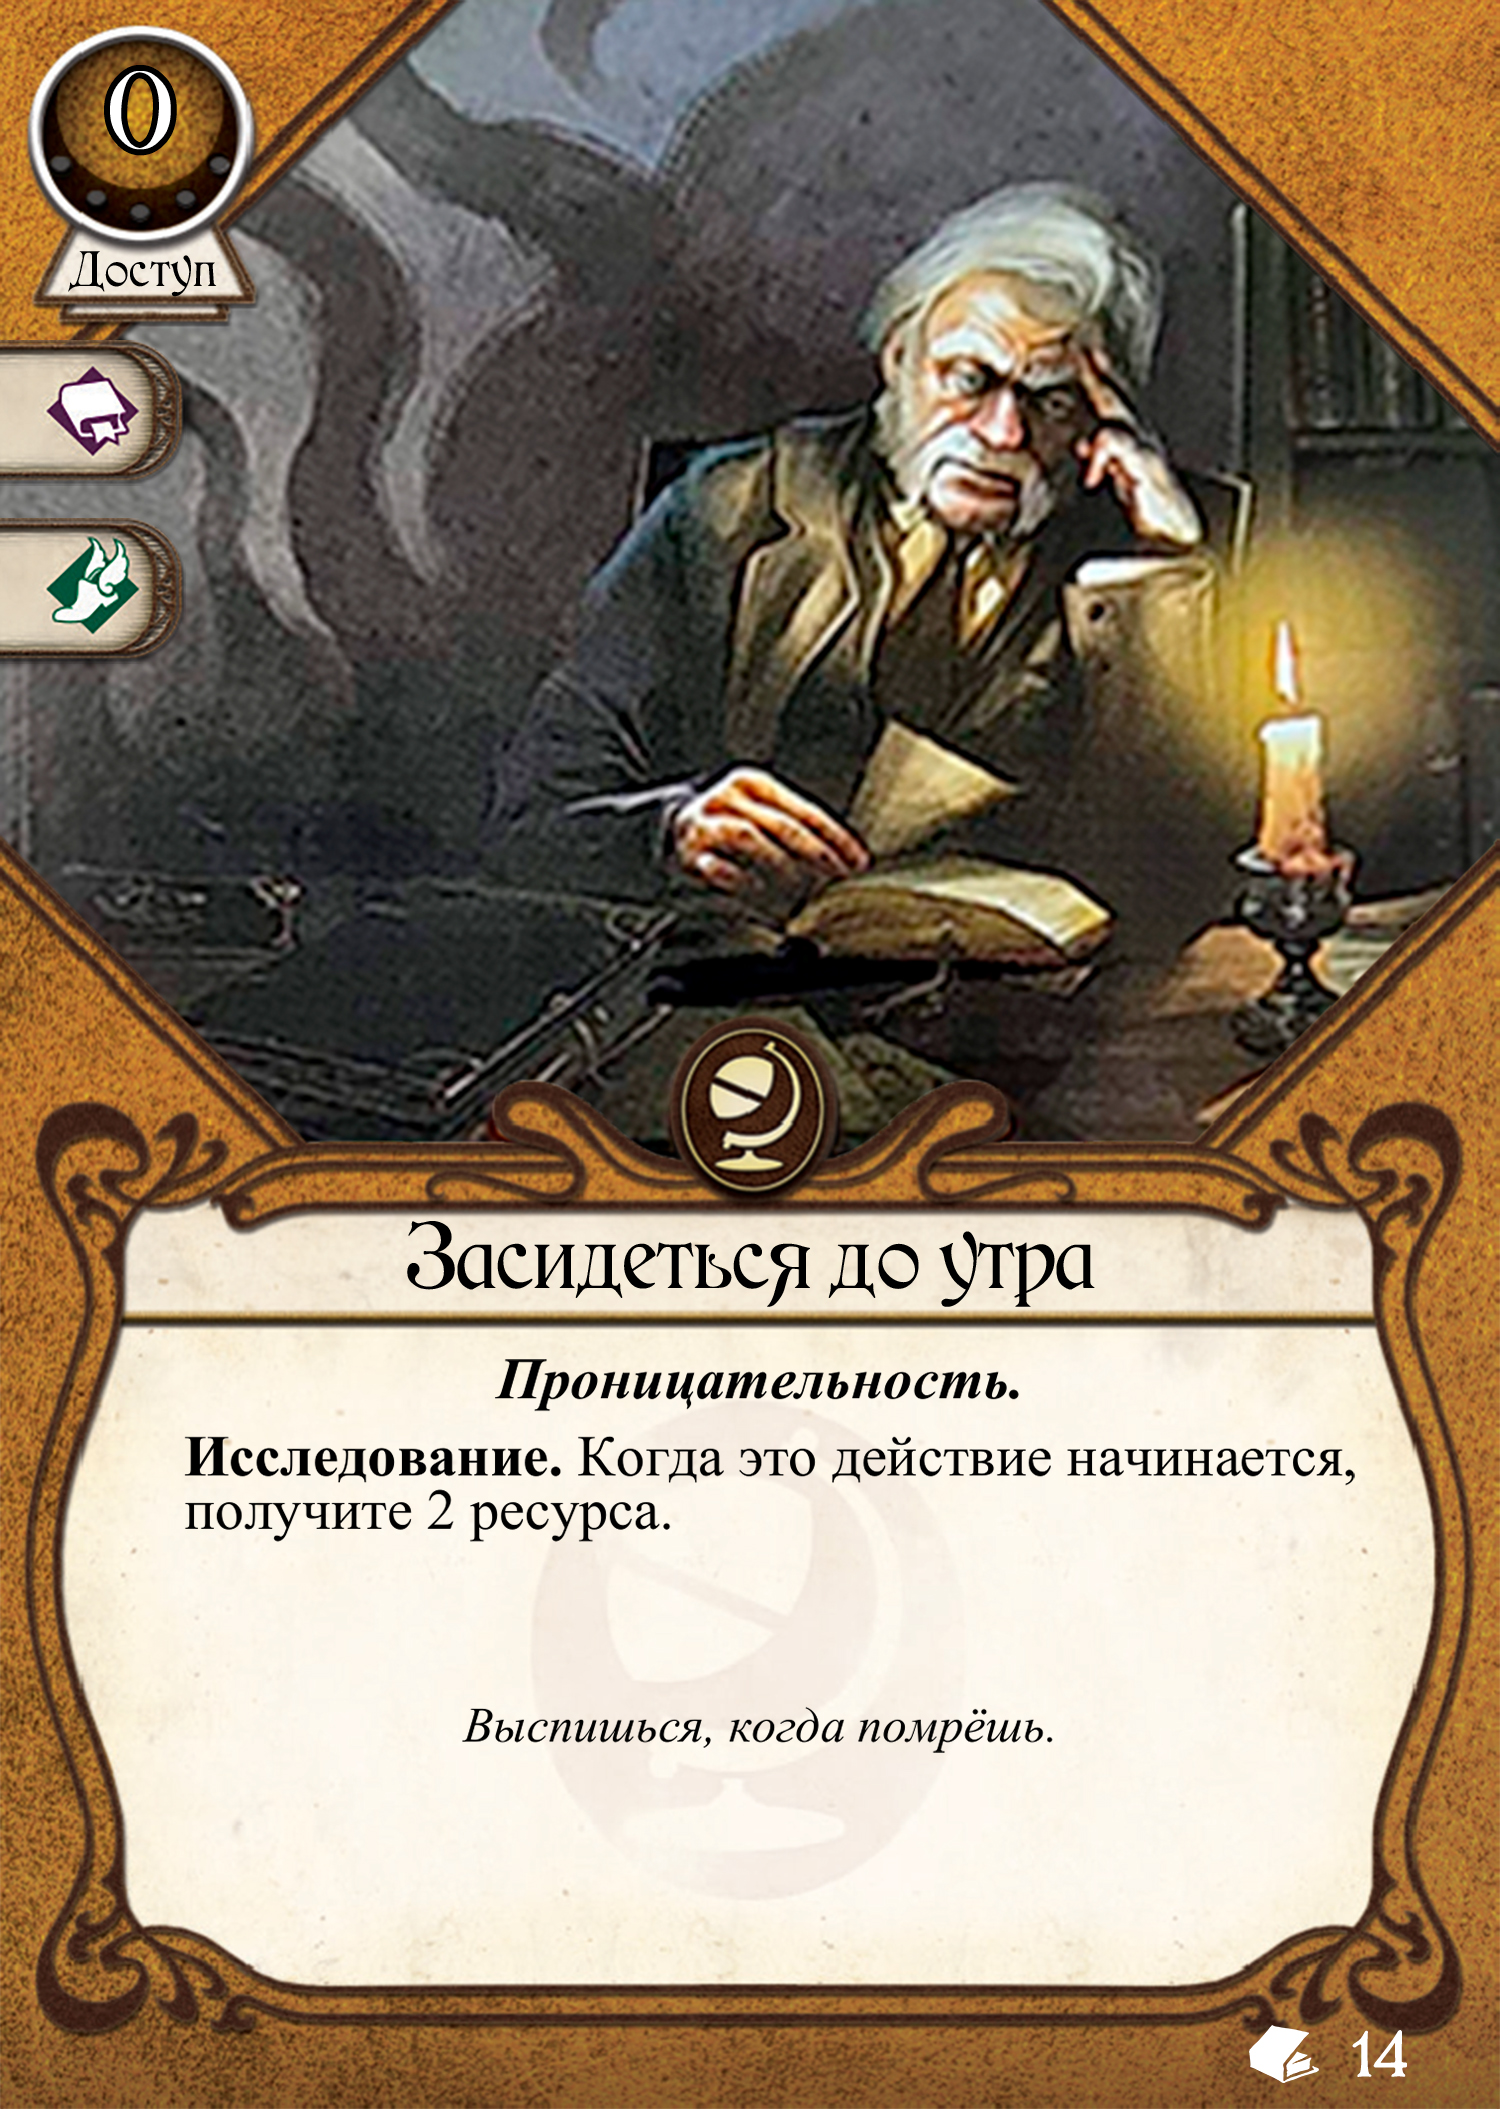 0
Доступ
Засидеться до утра
Проницательность.
Исследование. Когда это действие начинается,
получите 2 ресурса.
Выспишься, когда помрёшь.
14